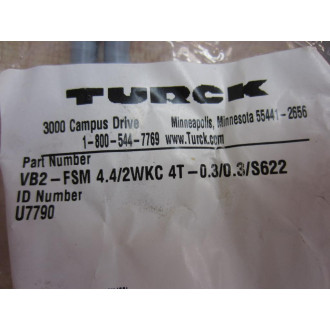 TURCK
3000 Campus Drive Minneapolis, Minnesota 55441-2656
1-800-544-7769 www.Turck.com
Part Number
VB2-FSM 4.4/2WKC 4T-0.3/0.3/S622
ID Number
U7790